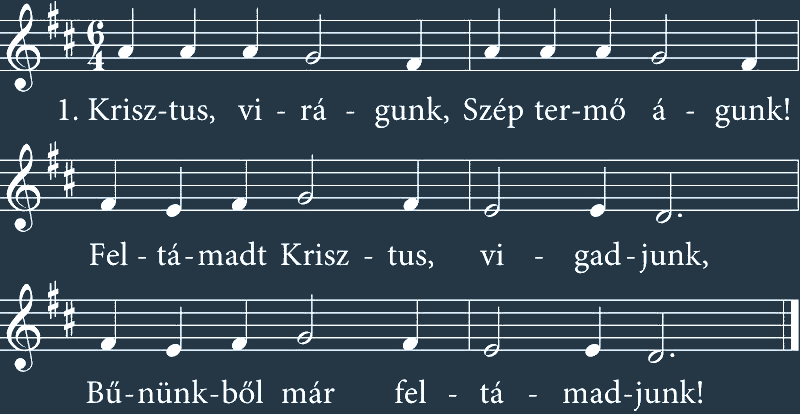 6
4
1. Krisz-tus, vi - rá - gunk, Szép ter-mő á - gunk!
Fel - tá-madt Krisz - tus, vi - gad-junk,
Bű-nünk-ből már fel - tá - mad-junk!